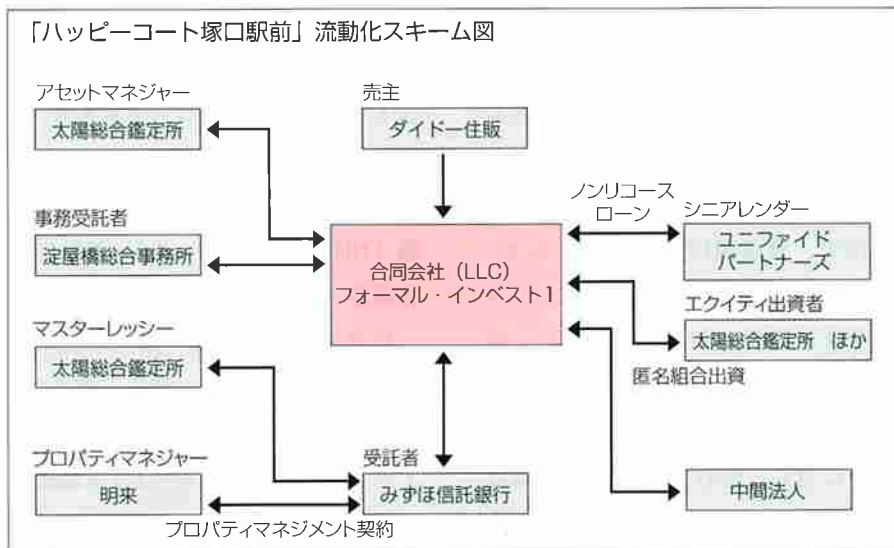 「ハッピーコート塚口駅前」流動化スキーム図
アセットマネジャー
太陽総合鑑定所
売主
ダイドー住販
事務受託者
淀屋橋総合事務所
合同会社（LLC）
フォーマル・インベスト1
ノンリコース
ローン
シニアレンダー
ユニファイド
パートナーズ
エクイティ出資者
太陽総合鑑定所　ほか
匿名組合出資
マスターレッシー
太陽総合鑑定所
プロパティマネジャー
明来
受託者
みずほ信託銀行
プロパティマネジメント契約
中間法人